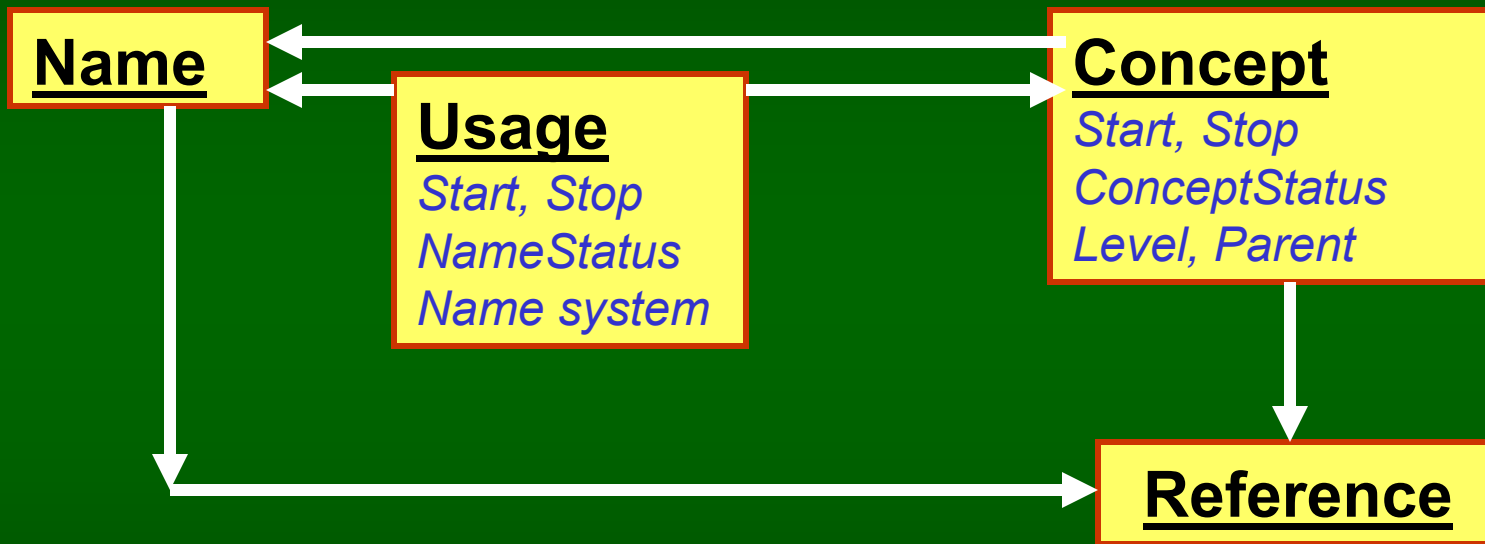 Name
Usage
Start, Stop
NameStatus
Name system
Concept
Start, Stop
ConceptStatus
Level, Parent
Reference